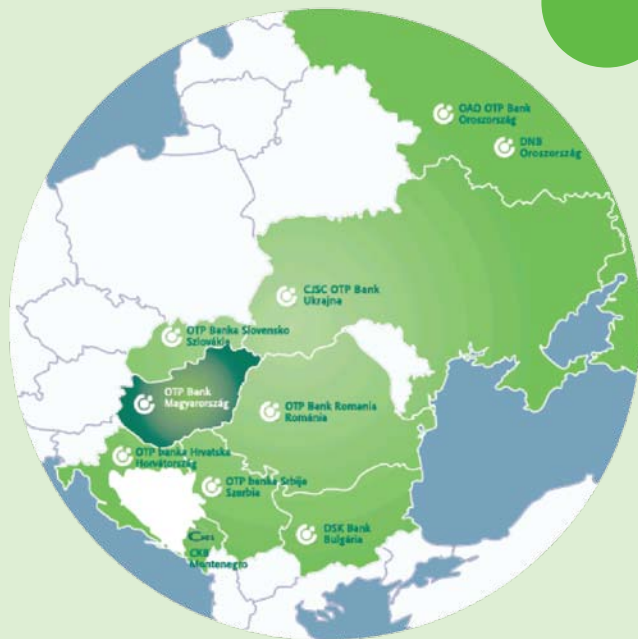 OAO OTP Bank
Oroszország
DNB
Oroszország
CJSC OTP Bank
Ukrajna
OTP Banka Slovensko
Szlovákia
OTP Bank
Magyarország
OTP Bank Romania
Románia
OTP banka Hrvatska
Horvátország
OTP banka Srbija
Szerbia
DSK Bank
Bulgária
CKB
Montenegro